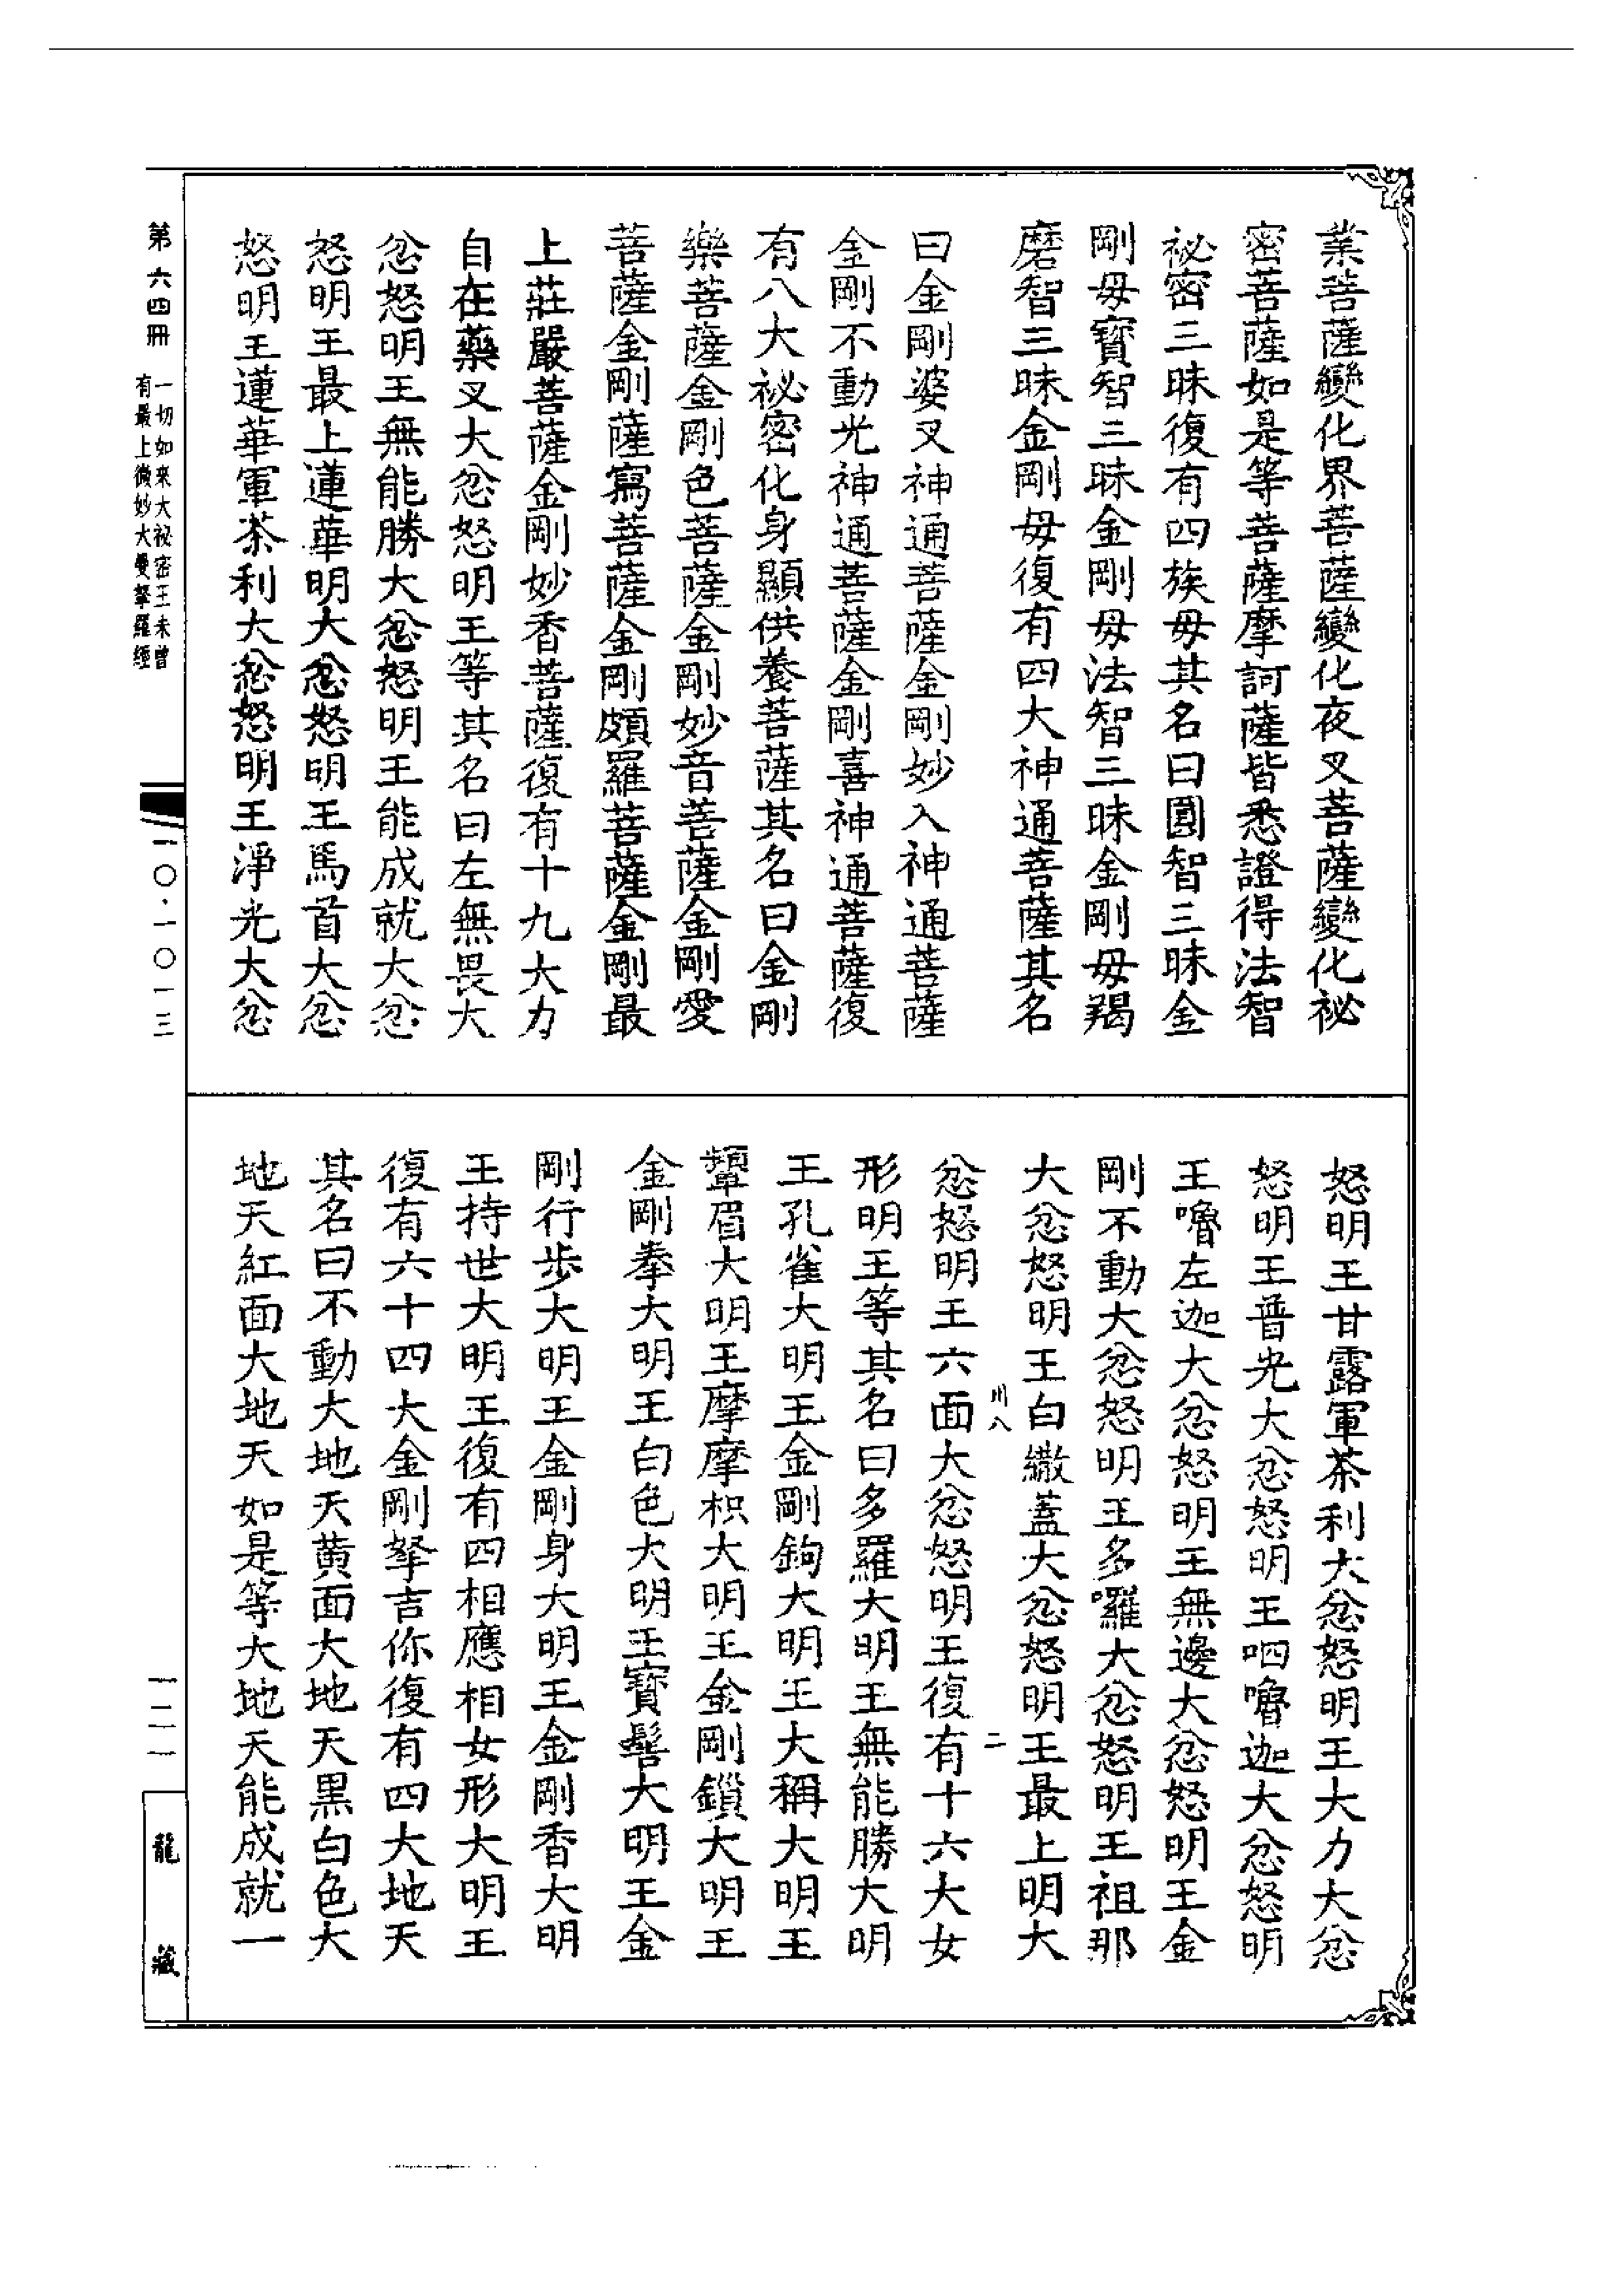 業菩薩變化界菩薩變化夜叉菩薩變化祕
密菩薩如是等菩薩摩訶薩皆悉證得法智
祕密三昧復有四族毋其名曰圓智三昧金
剛毋寶智三昧金剛毋法智三昧金剛毋羯
磨智三昧金剛毋復有四大神通菩薩其名
曰金剛婆叉神通菩薩金剛妙入神通菩薩
金剛不動光神通菩薩金剛喜神通菩薩復
有八大祕密化身顯供養菩薩其名曰金剛
樂菩薩金剛色菩薩金剛妙音菩薩金剛愛
菩薩金剛薩寫菩薩金剛頗羅菩薩金剛最
上莊嚴菩薩金剛妙香菩薩復有十九大力
自在藥叉大忿怒明王等其名曰左無畏大
忿怒明王無能勝大忿怒明王能成就大忿
怒明王最上蓮華明大忿怒明王馬首大忿
怒明王蓮華軍茶利大忿怒明王淨光大忿
怒明王甘露軍茶利大忿怒明王大力大忿
怒明王普光大忿怒明王呬嚕迦大忿怒明
王嚕左迦大忿怒明王無邊大忿怒明王金
剛不動大忿怒明王多囉大忿怒明王祖那
大忿怒明王白繖蓋大忿怒明王最上明大
川八 二
忿怒明王六面大忿怒明王復有十六大女
形明王等其名曰多羅大明王無能勝大明
王孔雀大明王金剛鉤大明王大稱大明王
顰眉大明王摩摩枳大明王金剛鎖大明王
金剛拳大明王白色大明王寶髻大明王金
剛行步大明王金剛身大明王金剛香大明
王持世大明王復有四相應相女形大明王
復有六十四大金剛拏吉你復有四大地天
其名曰不動大地天黃面大地天黑白色大
地天紅面大地天如是等大地天能成就一
第六四冊
一切如來大祕密王未曾
有最上微妙大曼拏羅經
一〇·一〇一三
一二一
龍藏